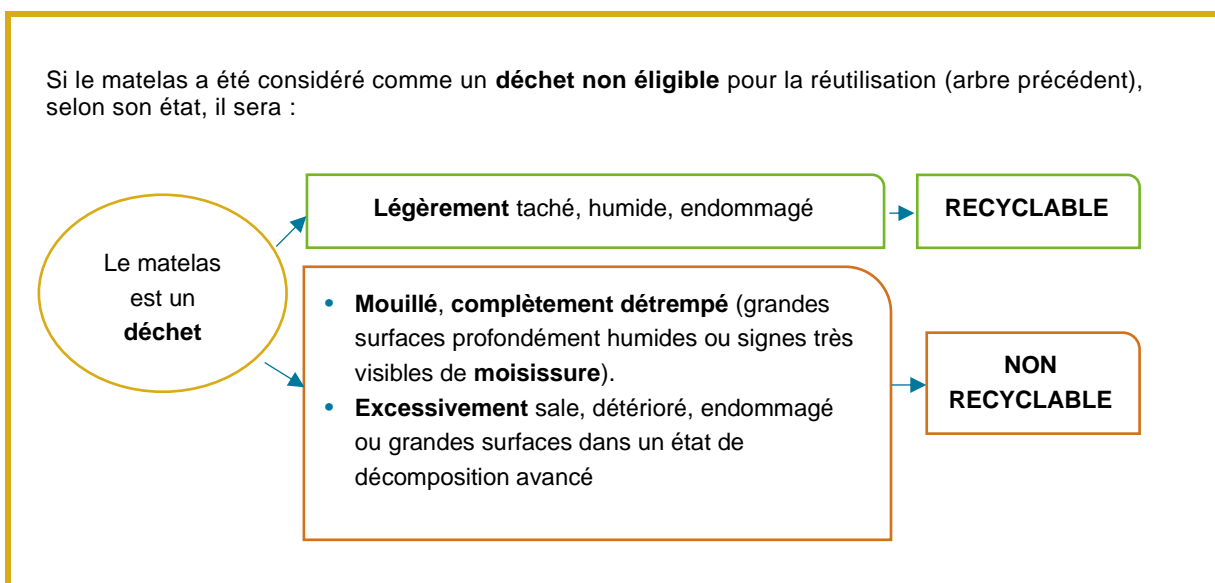 Si le matelas a été considéré comme un déchet non éligible pour la réutilisation (arbre précédent),
selon son état, il sera :
Le matelas
est un
déchet
Légèrement taché, humide, endommagé
RECYCLABLE
• Mouillé, complètement détrempé (grandes
surfaces profondément humides ou signes très
visibles de moisissure).
• Excessivement sale, détérioré, endommagé
ou grandes surfaces dans un état de
décomposition avancé
NON
RECYCLABLE